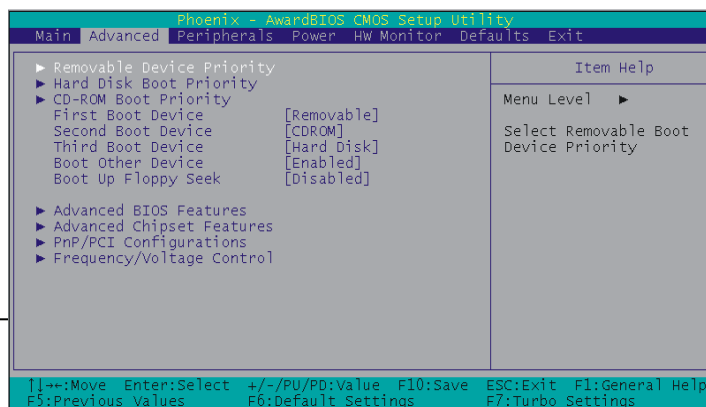 Phoenix - AwardBIOS CMOS Setup Utility
Main Advanced Peripherals Power HW Monitor Defaults Exit
► Removable Device Priority
► Hard Disk Boot Priority
► CD-ROM Boot Priority
First Boot Device [Removable]
Second Boot Device [CDROM]
Third Boot Device [Hard Disk]
Boot Other Device [Enabled]
Boot Up Floppy Seek [Disabled]
► Advanced BIOS Features
► Advanced Chipset Features
► PnP/PCI Configurations
► Frequency/Voltage Control
Item Help
Menu Level ►
Select Removable Boot
Device Priority
↑↓→←:Move Enter:Select +/-/PU/PD:Value F10:Save ESC:Exit F1:General Help
F5:Previous Values F6:Default Settings F7:Turbo Settings